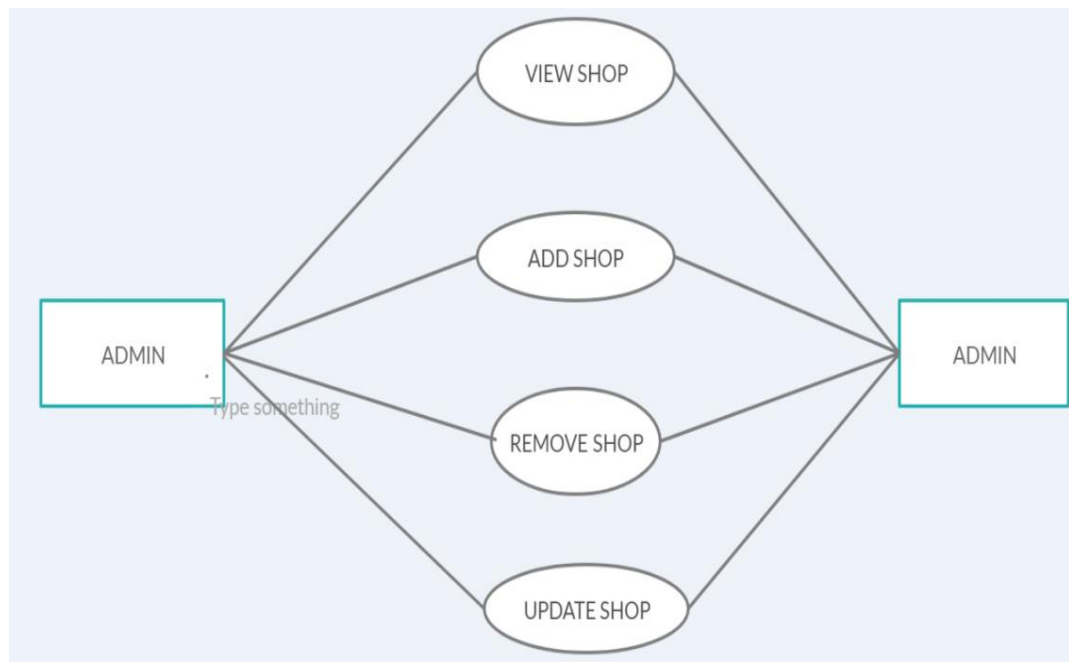 VIEW SHOP
ADD SHOP
ADMIN
ADMIN
Type something
REMOVE SHOP
UPDATE SHOP